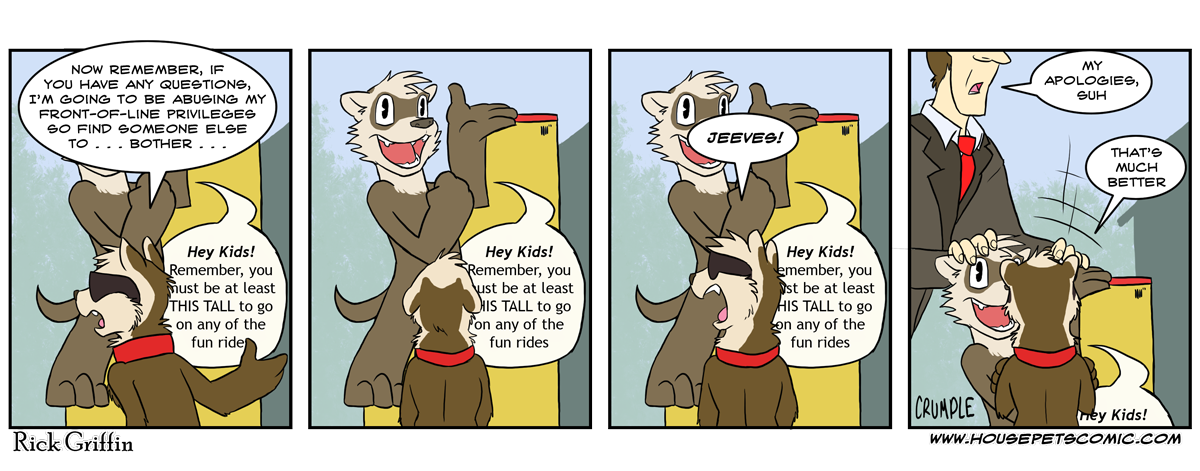 NOW REMEMBER, IF
YOU HAVE ANY QUESTIONS,
I'M GOING TO BE ABUSING MY
FRONT-OF-LINE PRIVILEGES
SO FIND SOMEONE ELSE
TO . . . BOTHER . . .
Hey Kids!
Remember, you
ust be at least
THIS TALL to go
on any of the
fun rides
Hey Kids!
Remember, you
ust be at least
HIS TALL to go
on any of the
fun rides
JEEVES!
Hey Kids!
emember, you
ust be at least
HIS TALL to go
on any of the
fun rides
MY
APOLOGIES,
SUH
THAT'S
MUCH
BETTER
CRUMPLE
Hey Kids!
Rick Griffin
WWW.HOUSEPETSCOMIC.COM